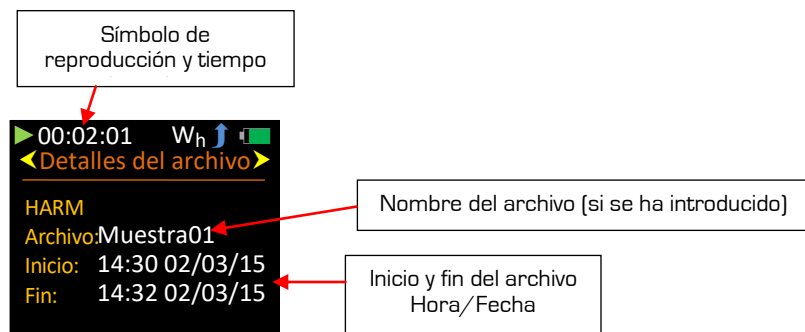 Símbolo de
reproducción y tiempo
00:02:01 Wh
Detalles del archivo
HARM
Archivo:Muestra01
Inicio: 14:30 02/03/15
Fin: 14:32 02/03/15
Nombre del archivo (si se ha introducido)
Inicio y fin del archivo
Hora/Fecha